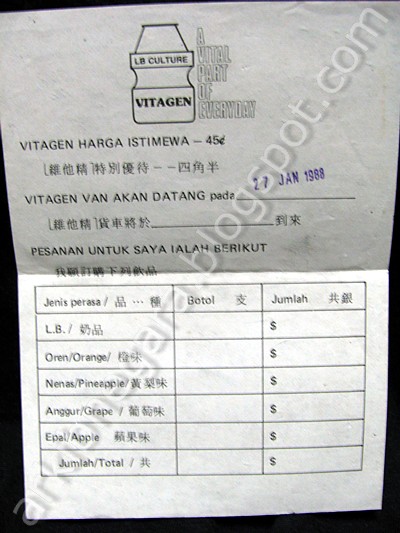 A
VITAL
PART
OF
EVERYDAY
LB CULTURE
VITAGEN
VITAGEN HARGA ISTIMEWA – 45¢
「維他精」特別優待 – 一四角半
27 JAN 1988
VITAGEN VAN AKAN DATANG pada
「維他精」貨車將於 到來
PESANAN UNTUK SAYA IALAH BERIKUT
我願訂購下列飲品
Jenis perasa / 品 … 種 Botol 支 Jumlah 共銀
L.B. / 奶品 $
Oren/Orange/ 橙味 $
Nenas/Pineapple/黃梨味 $
Anggur/Grape / 葡萄味 $
Epal/Apple 蘋果味 $
Jumlah/Total / 共 $
arkibnegara.blogspot.com